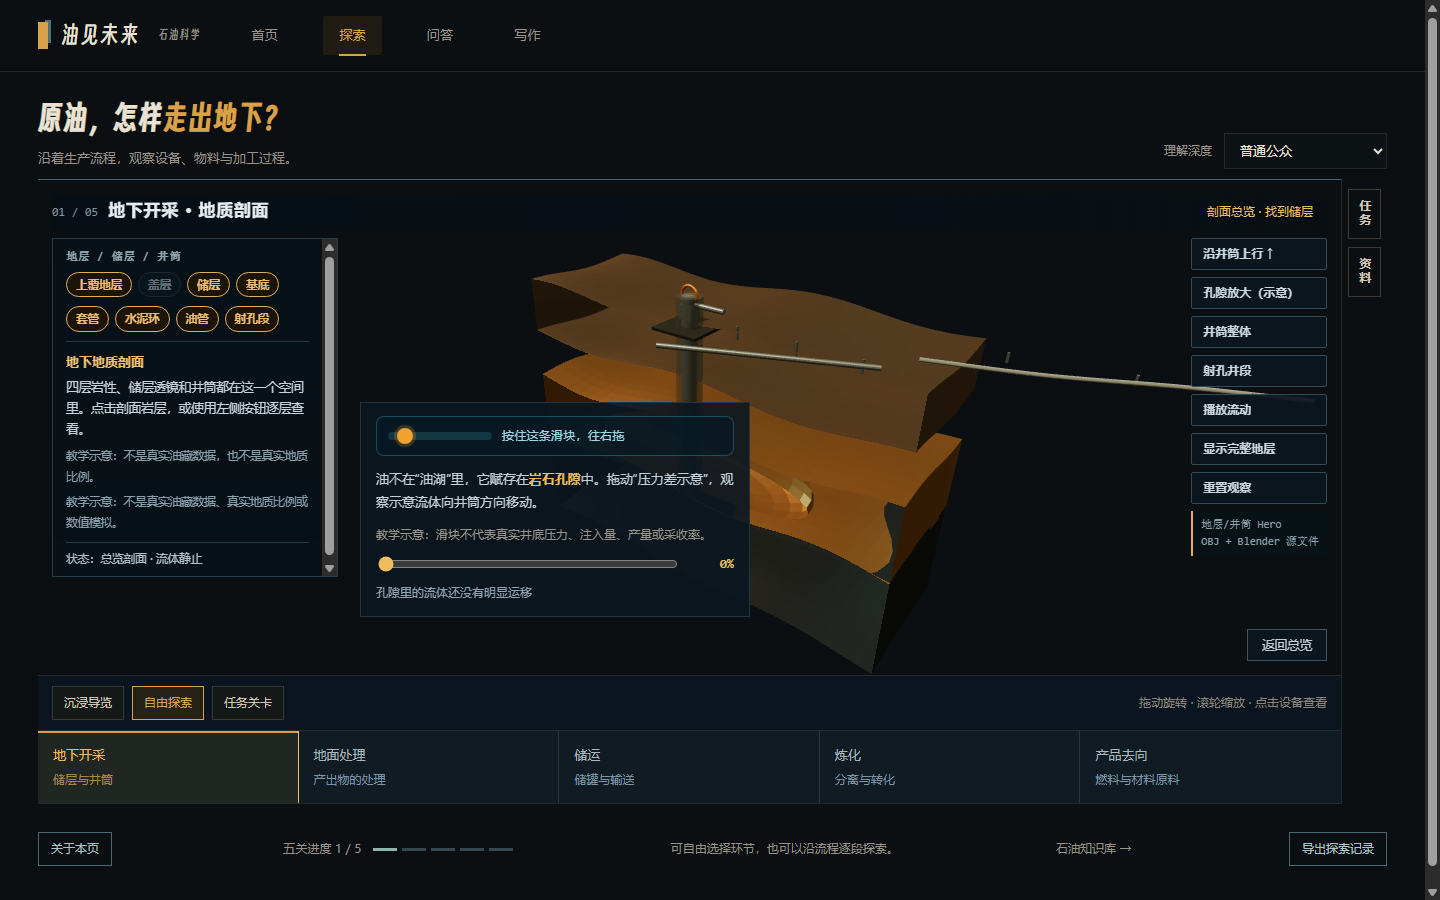 油见未来 石油科学 首页 探索 问答 写作
原油，怎样走出地下？
沿着生产流程，观察设备、物料与加工过程。
理解深度 普通公众
01 / 05 地下开采 · 地质剖面
剖面总览 · 找到储层
任务
资料
地层 / 储层 / 井筒
上覆地层 盖层 储层 基底
套管 水泥环 油管 射孔段
地下地质剖面
四层岩性、储层透镜和井筒都在这一个空间
里。点击剖面岩层，或使用左侧按钮逐层查
看。
教学示意：不是真实油藏数据，也不是真实地质
比例。
教学示意：不是真实油藏数据、真实地质比例或
数值模拟。
状态：总览剖面 · 流体静止
按住这条滑块，往右拖
油不在“油湖”里，它赋存在岩石孔隙中。拖动“压力差示意”，观
察示意流体向井筒方向移动。
教学示意：滑块不代表真实井底压力、注入量、产量或采收率。
0%
孔隙里的流体还没有明显运移
沿井筒上行 ↑
孔隙放大（示意）
井筒整体
射孔井段
播放流动
显示完整地层
重置观察
地层/井筒 Hero
OBJ + Blender 源文件
返回总览
沉浸导览 自由探索 任务关卡
拖动旋转 · 滚轮缩放 · 点击设备查看
地下开采 地面处理 储运 炼化 产品去向
储层与井筒 产出物的处理 储罐与输送 分离与转化 燃料与材料原料
关于本页 五关进度 1 / 5 可自由选择环节，也可以沿流程逐段探索。 石油知识库 → 导出探索记录